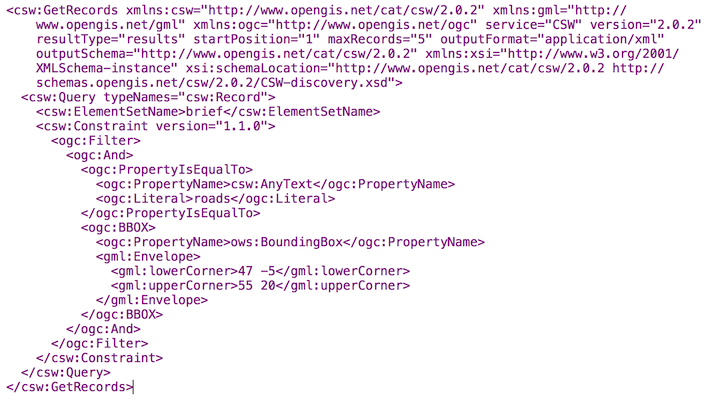 <csw:GetRecords xmlns:csw="http://www.opengis.net/cat/csw/2.0.2" xmlns:gml="http://
www.opengis.net/gml" xmlns:ogc="http://www.opengis.net/ogc" service="CSW" version="2.0.2"
resultType="results" startPosition="1" maxRecords="5" outputFormat="application/xml"
outputSchema="http://www.opengis.net/cat/csw/2.0.2" xmlns:xsi="http://www.w3.org/2001/
XMLSchema-instance" xsi:schemaLocation="http://www.opengis.net/cat/csw/2.0.2 http://
schemas.opengis.net/csw/2.0.2/CSW-discovery.xsd">
<csw:Query typeNames="csw:Record">
<csw:ElementSetName>brief</csw:ElementSetName>
<csw:Constraint version="1.1.0">
<ogc:Filter>
<ogc:And>
<ogc:PropertyIsEqualTo>
<ogc:PropertyName>csw:AnyText</ogc:PropertyName>
<ogc:Literal>roads</ogc:Literal>
</ogc:PropertyIsEqualTo>
<ogc:BBOX>
<ogc:PropertyName>ows:BoundingBox</ogc:PropertyName>
<gml:Envelope>
<gml:lowerCorner>47 -5</gml:lowerCorner>
<gml:upperCorner>55 20</gml:upperCorner>
</gml:Envelope>
</ogc:BBOX>
</ogc:And>
</ogc:Filter>
</csw:Constraint>
</csw:Query>
</csw:GetRecords>